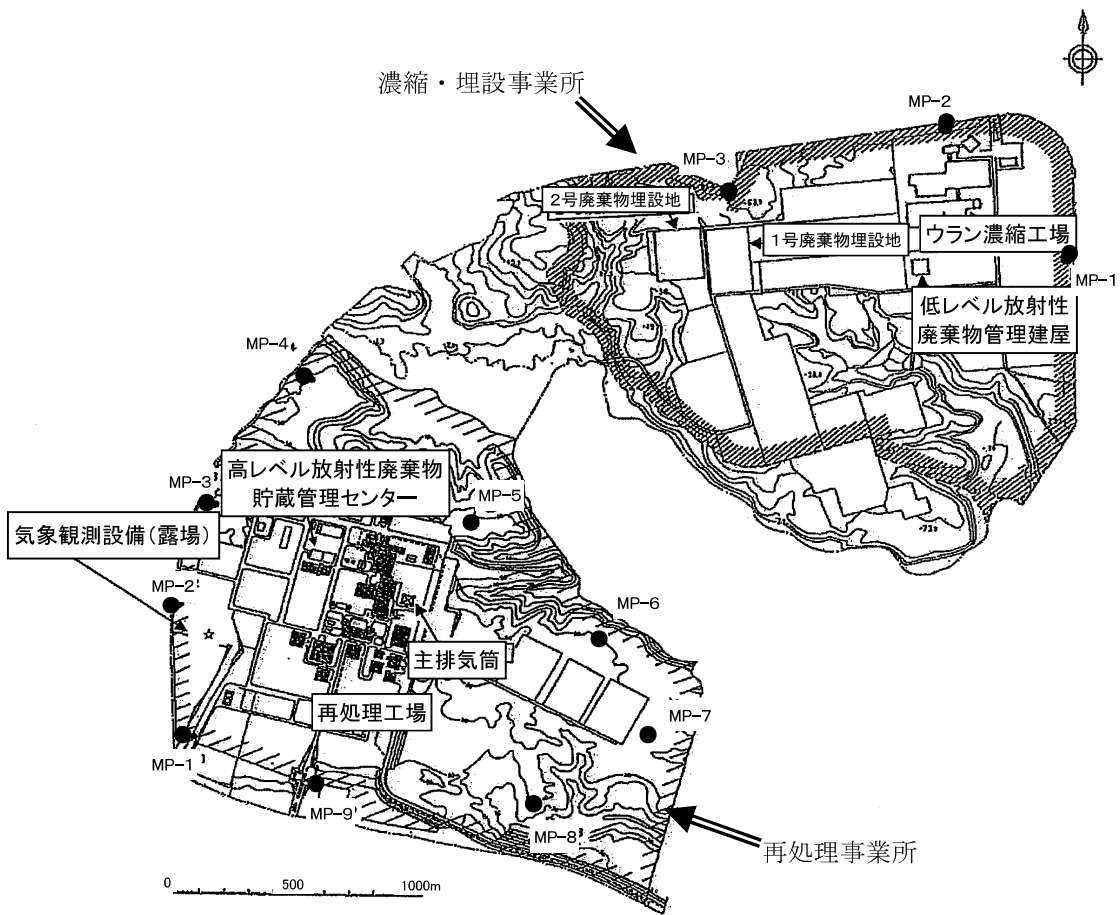 濃縮・埋設事業所
MP-2
MP-3
2号廃棄物埋設地
1号廃棄物埋設地
ウラン濃縮工場
MP-1
低レベル放射性
廃棄物管理建屋
MP-4
高レベル放射性廃棄物
貯蔵管理センター
MP-3
MP-5
気象観測設備(露場)
MP-2
MP-6
主排気筒
再処理工場
MP-7
MP-1
MP-9
MP-8
再処理事業所
0 500 1000m